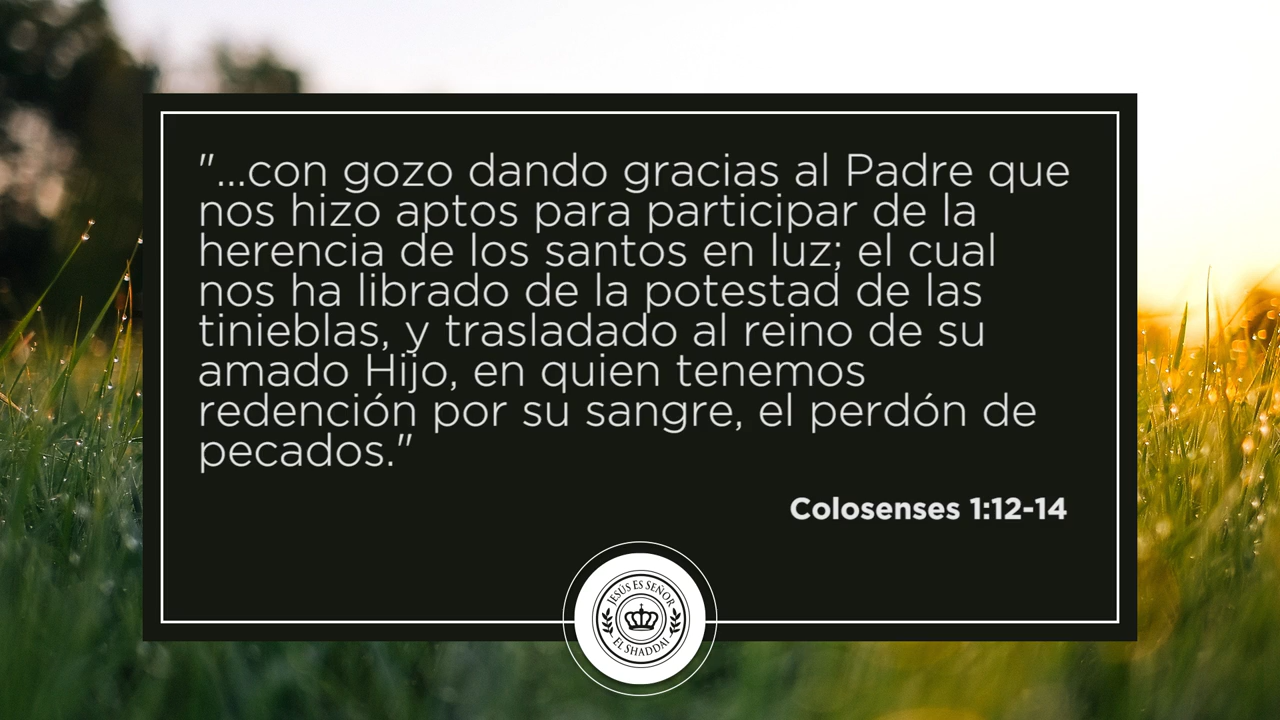 "...con gozo dando gracias al Padre que
nos hizo aptos para participar de la
herencia de los santos en luz; el cual
nos ha librado de la potestad de las
tinieblas, y trasladado al reino de su
amado Hijo, en quien tenemos
redención por su sangre, el perdón de
pecados."
Colosenses 1:12-14
JESÚS ES SEÑOR
EL SHADDAI